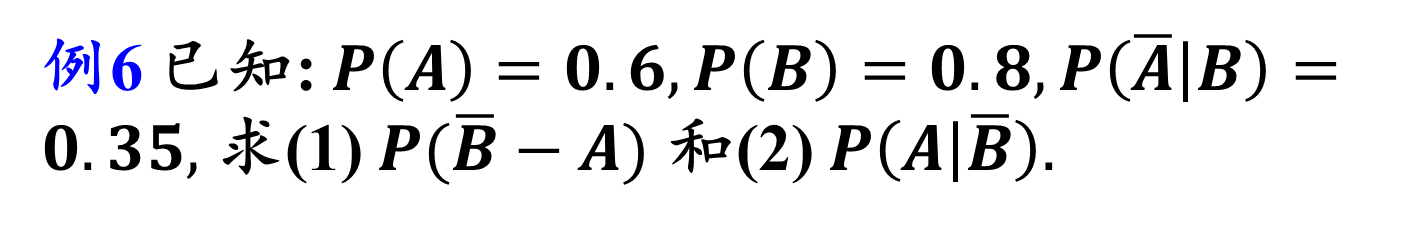 例6 已知: P(A) = 0.6, P(B) = 0.8, P(A̅|B) =
0.35, 求(1) P(B̅ − A) 和(2) P(A|B̅).